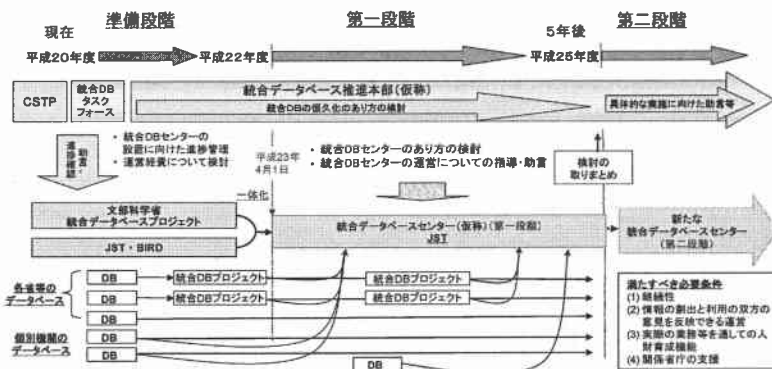 準備段階
第一段階
第二段階
現在
平成20年度
平成22年度
5年後
平成25年度
CSTP
統合DB
タスク
フォース
統合データベース推進本部(仮称)
統合DBの恒久化のあり方の検討
具体的な実施に向けた助言等
助言・
進捗確認
・ 統合DBセンターの
設置に向けた進捗管理
・ 運営経費について検討
平成23年
4月1日
・ 統合DBセンターのあり方の検討
・ 統合DBセンターの運営についての指導・助言
検討の
取りまとめ
一体化
文部科学省
統合データベースプロジェクト
JST・BIRD
統合データベースセンター(仮称)(第一段階)
JST
新たな
統合データベースセンター
(第二段階)
各省等の
データベース
DB
統合DBプロジェクト
統合DBプロジェクト
DB
統合DBプロジェクト
統合DBプロジェクト
DB
個別機関の
データベース
DB
DB
DB
満たすべき必要条件
(1) 継続性
(2) 情報の創出と利用の双方の
意見を反映できる運営
(3) 実際の業務等を通しての人
財育成機能
(4) 関係省庁の支援